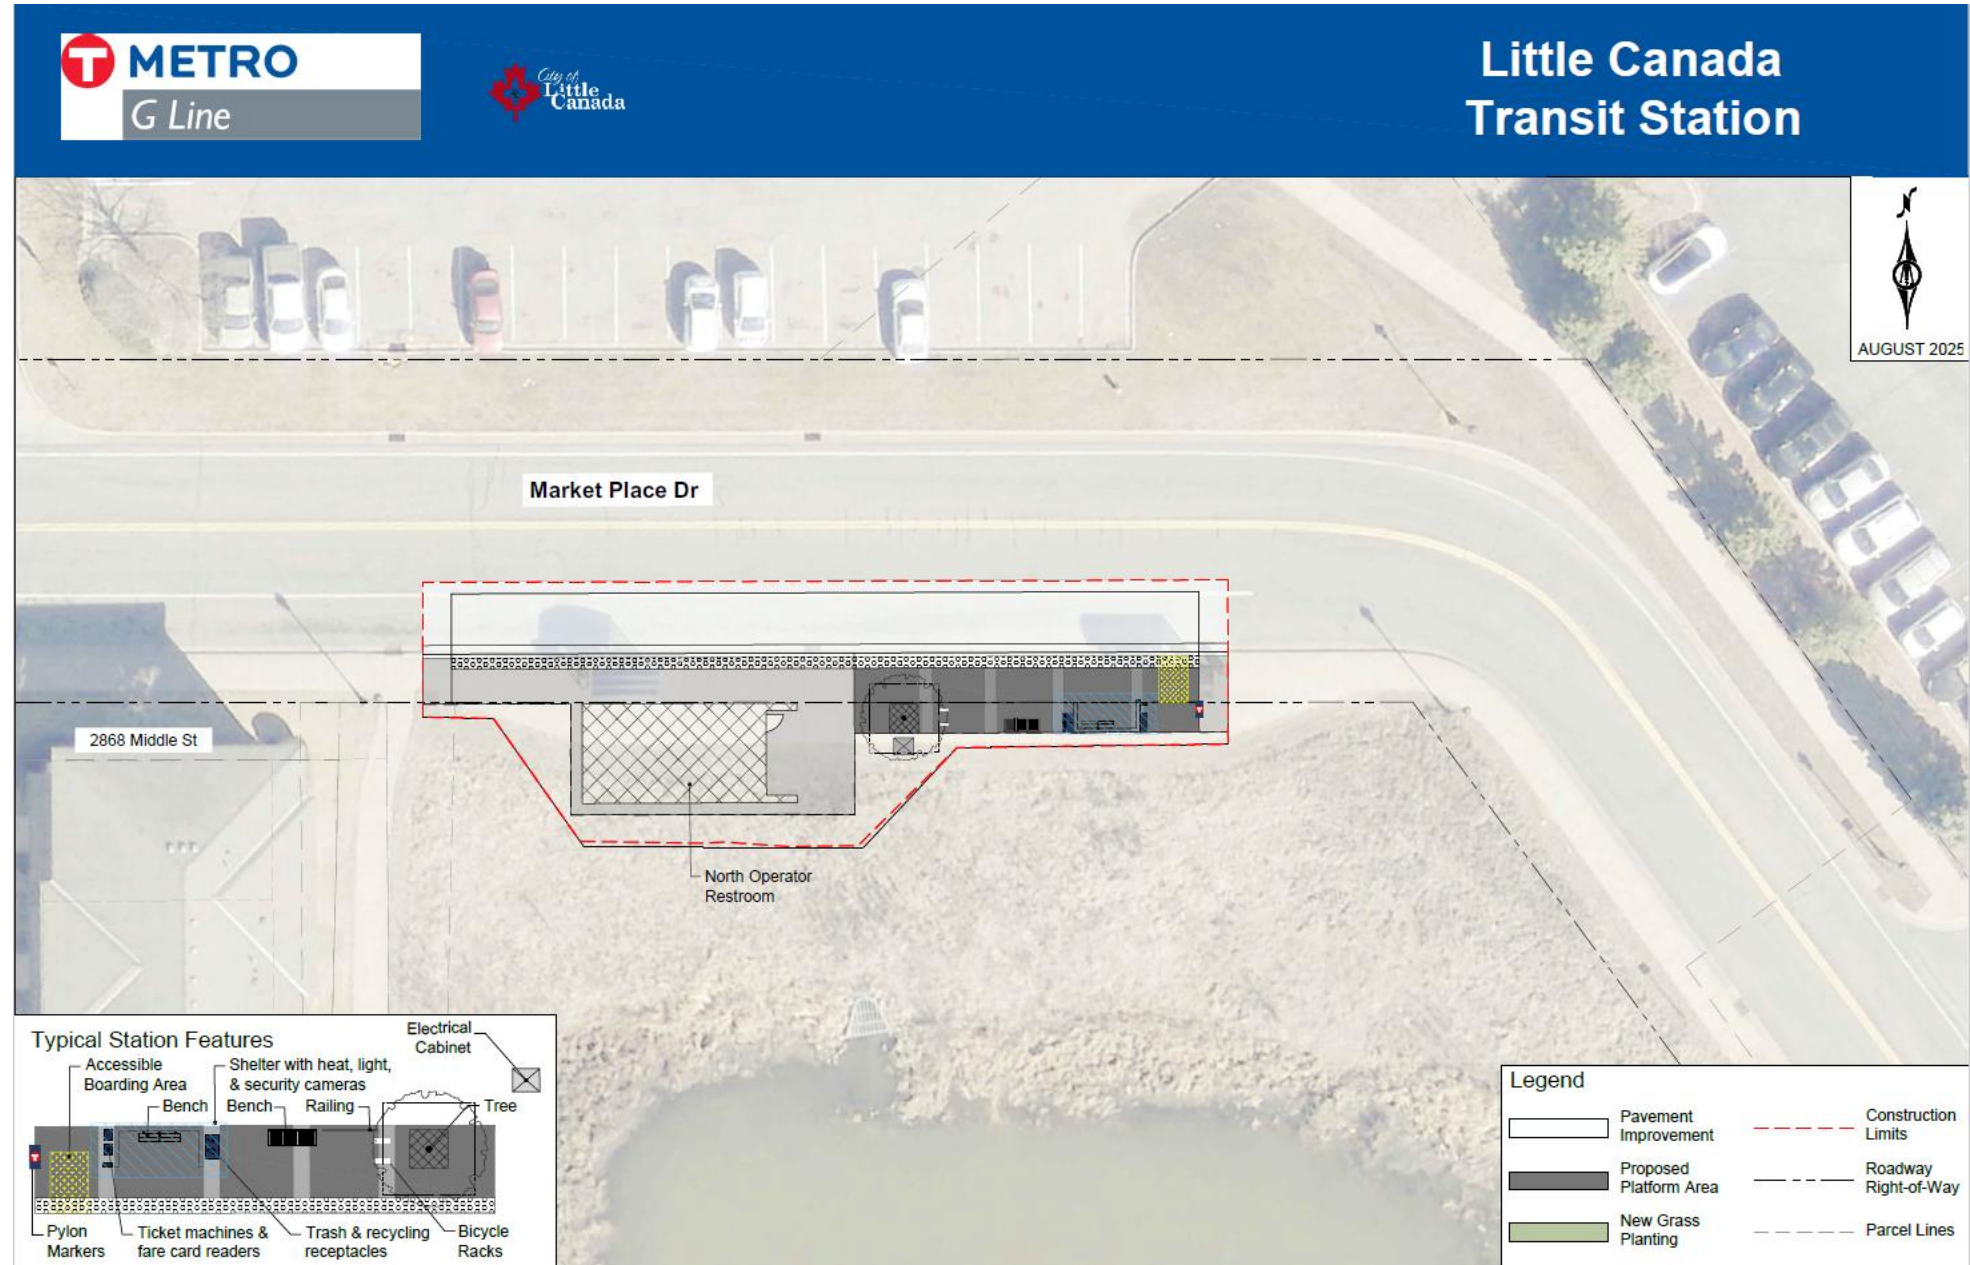 T METRO
G Line
City of
Little
Canada
Little Canada
Transit Station
N
AUGUST 2025
Market Place Dr
2868 Middle St
North Operator
Restroom
Typical Station Features
Electrical
Cabinet
Accessible
Boarding Area
Shelter with heat, light,
& security cameras
Bench
Bench
Railing
Tree
Pylon
Markers
Ticket machines &
fare card readers
Trash & recycling
receptacles
Bicycle
Racks
Legend
Pavement
Improvement
Construction
Limits
Proposed
Platform Area
Roadway
Right-of-Way
New Grass
Planting
Parcel Lines